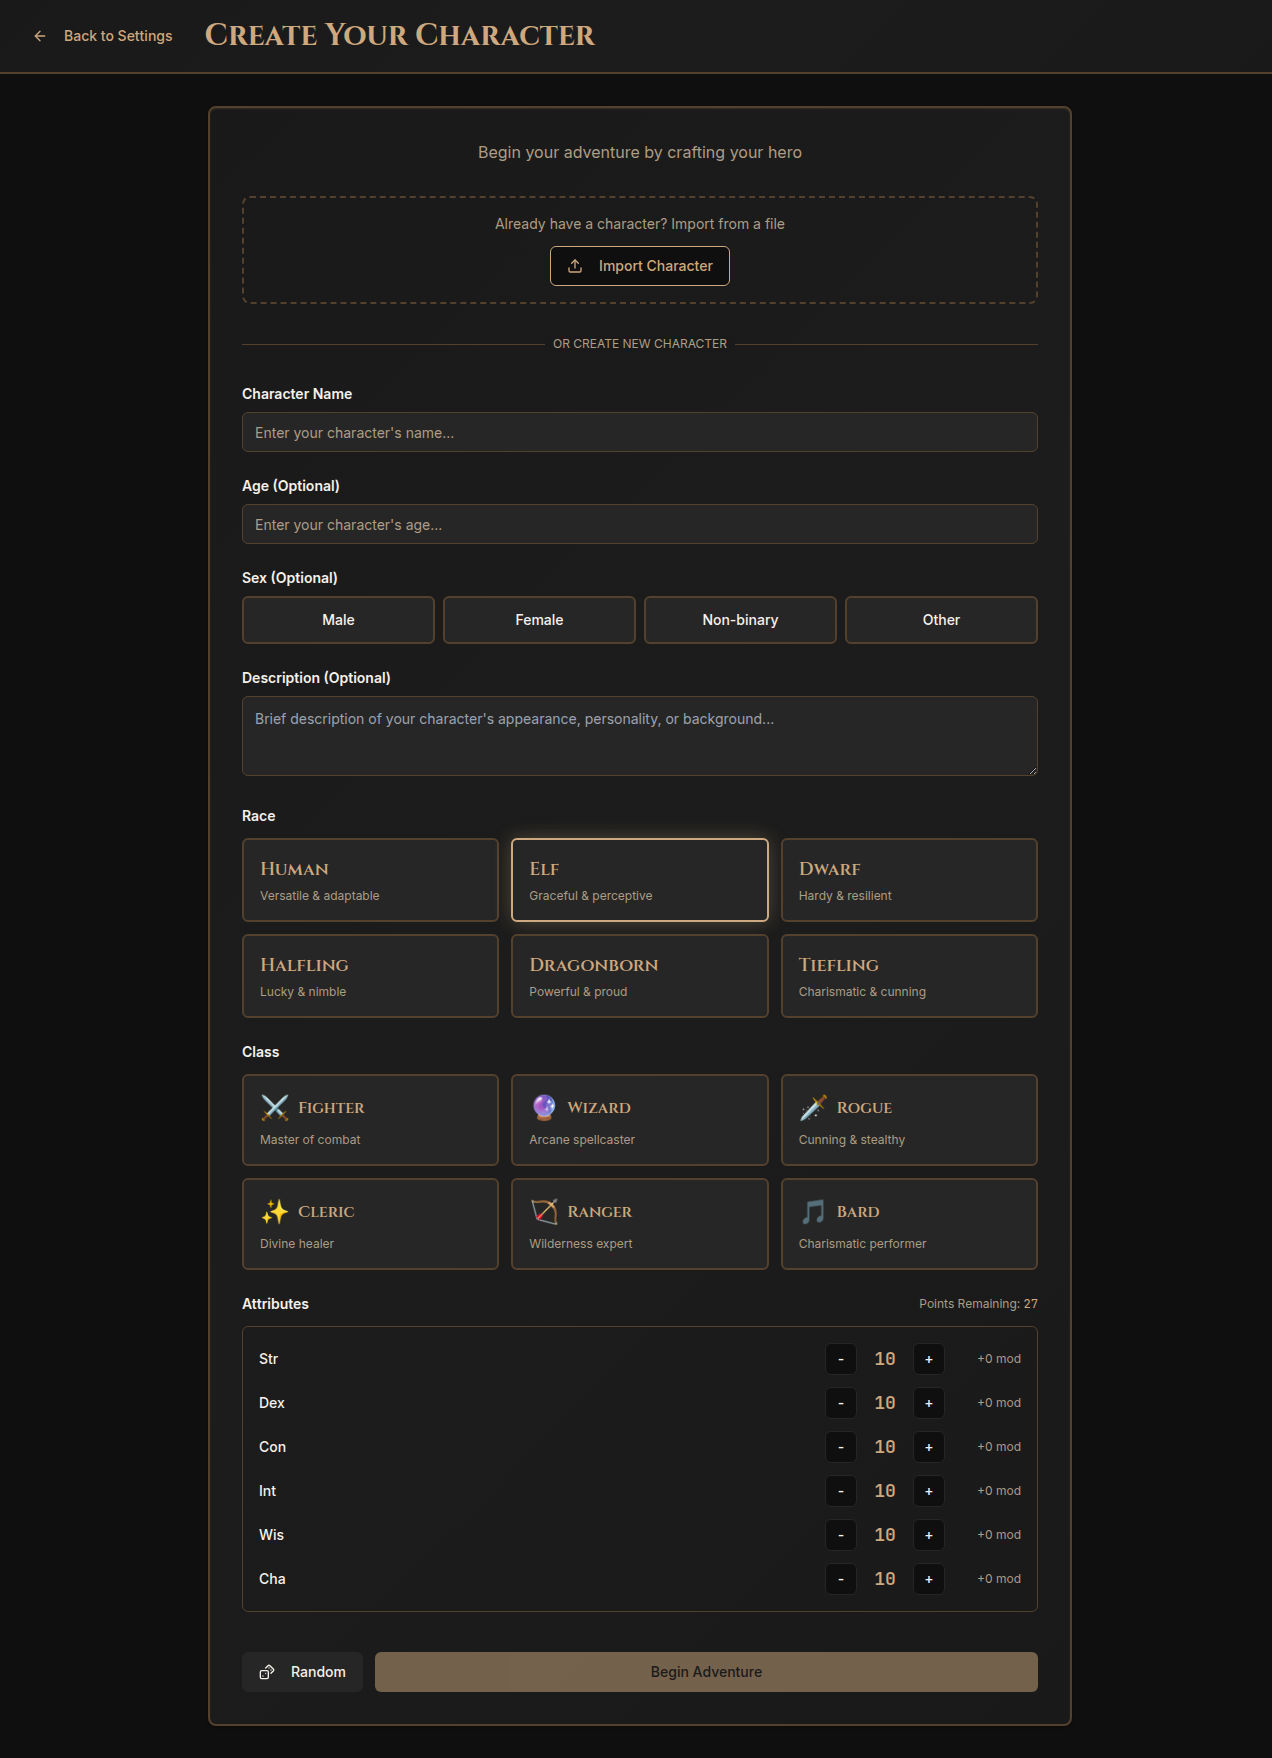 Back to Settings
Create Your Character
Begin your adventure by crafting your hero
Already have a character? Import from a file
Import Character
OR CREATE NEW CHARACTER
Character Name
Enter your character's name...
Age (Optional)
Enter your character's age...
Sex (Optional)
Male Female Non-binary Other
Description (Optional)
Brief description of your character's appearance, personality, or background...
Race
Human
Versatile & adaptable
Elf
Graceful & perceptive
Dwarf
Hardy & resilient
Halfling
Lucky & nimble
Dragonborn
Powerful & proud
Tiefling
Charismatic & cunning
Class
Fighter
Master of combat
Wizard
Arcane spellcaster
Rogue
Cunning & stealthy
Cleric
Divine healer
Ranger
Wilderness expert
Bard
Charismatic performer
Attributes Points Remaining: 27
Str - 10 + +0 mod
Dex - 10 + +0 mod
Con - 10 + +0 mod
Int - 10 + +0 mod
Wis - 10 + +0 mod
Cha - 10 + +0 mod
Random Begin Adventure